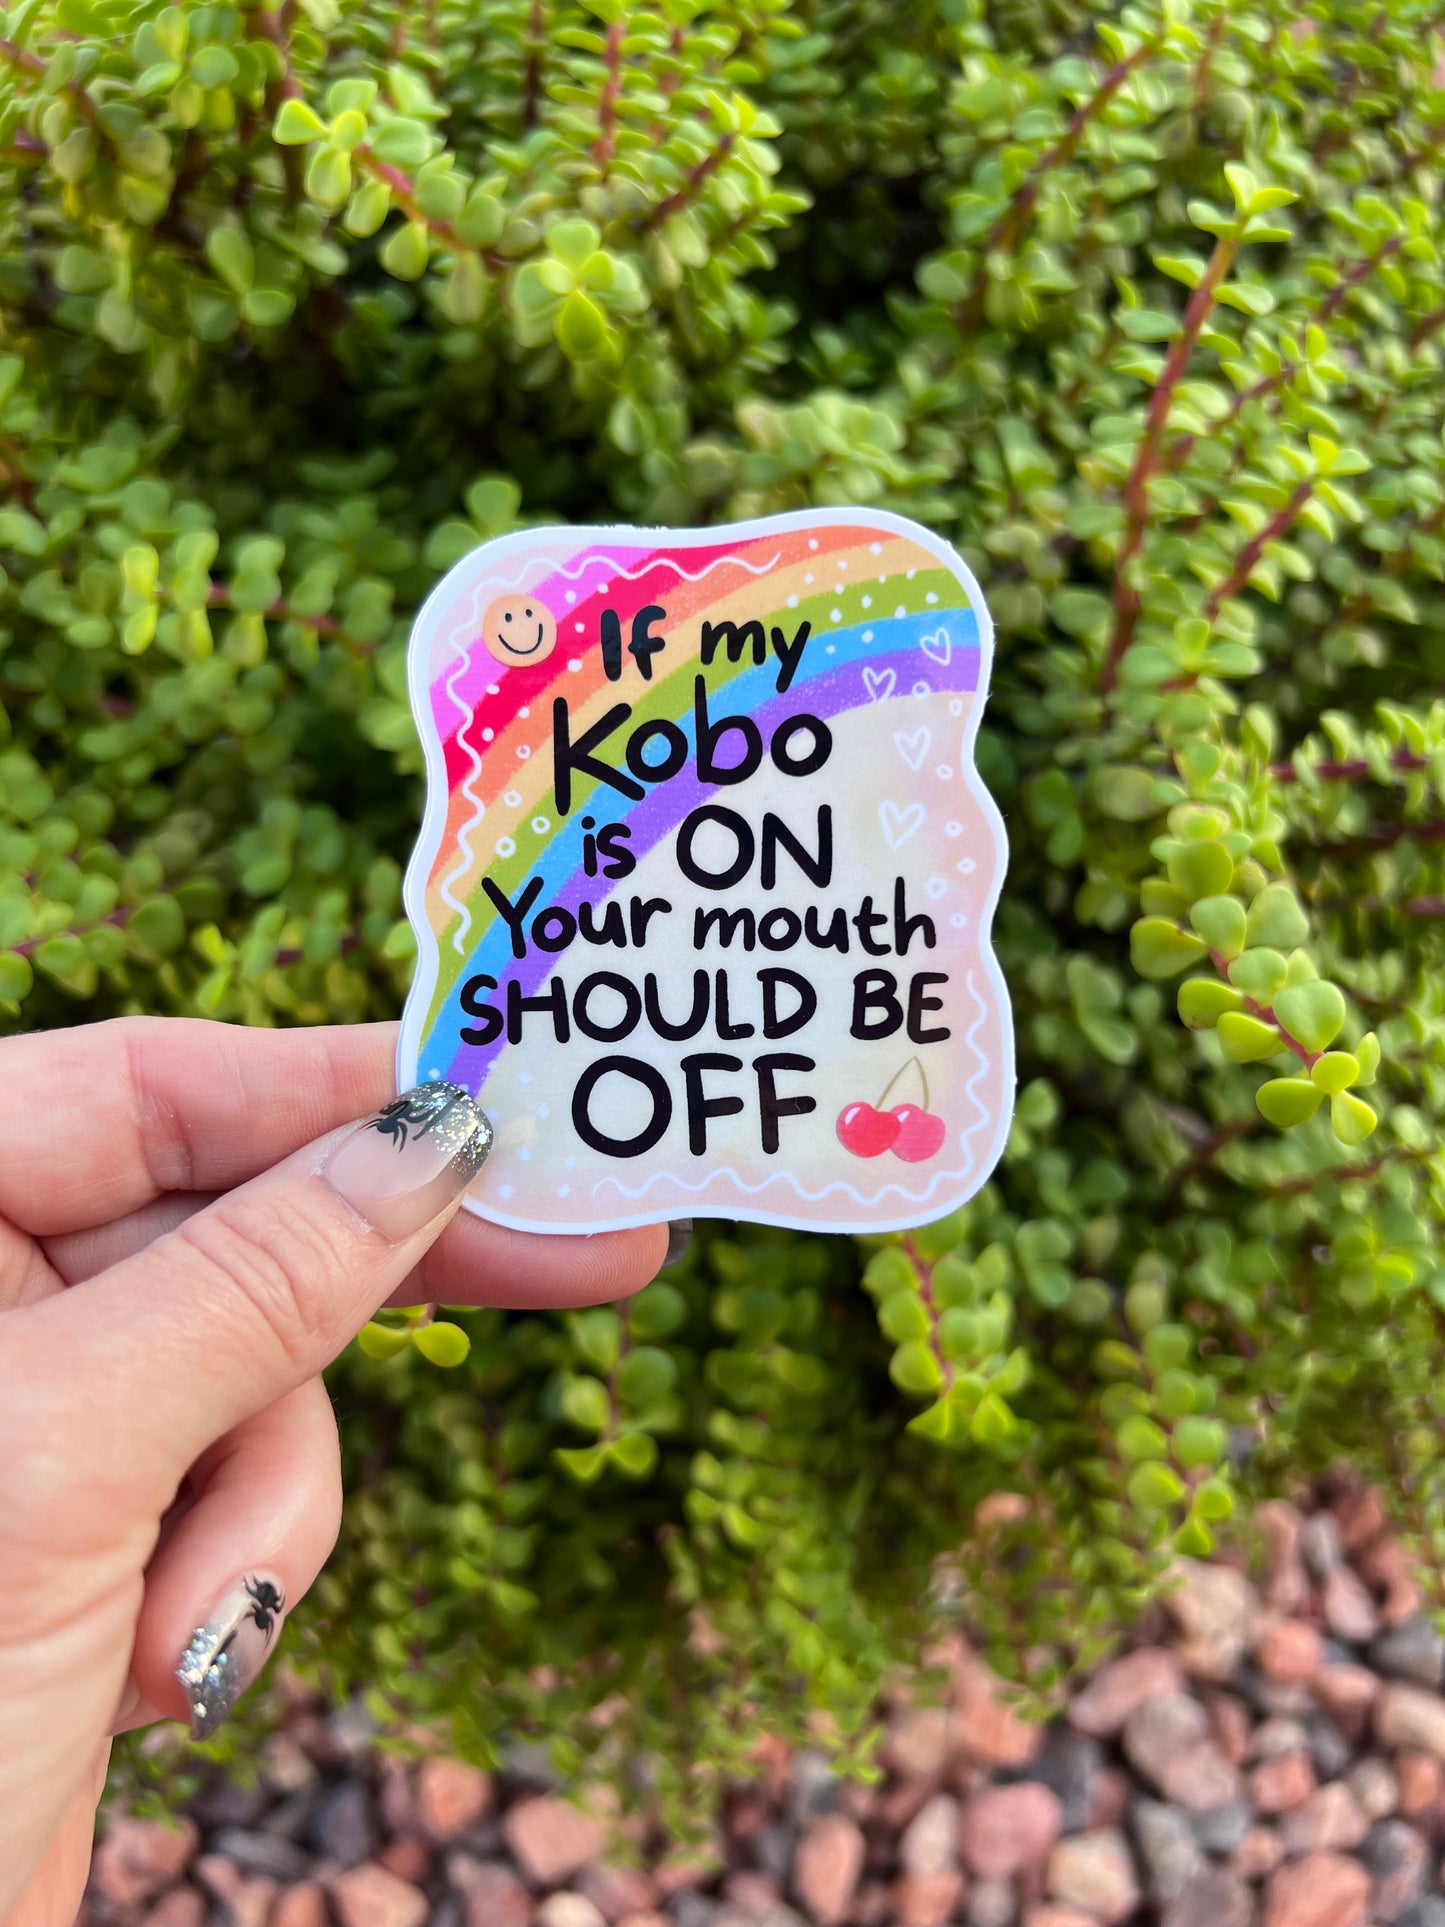 If my
Kobo
is ON
Your mouth
SHOULD BE
OFF